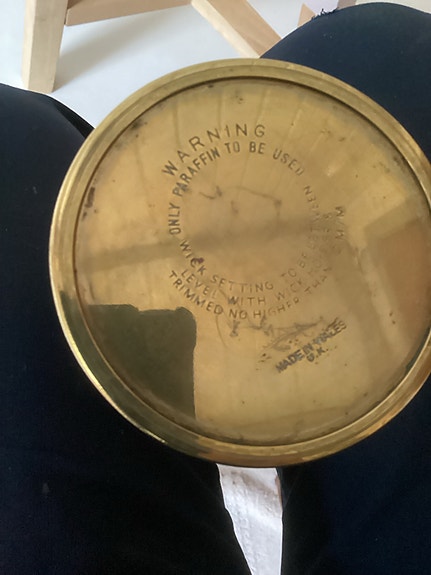 WARNING
ONLY PARAFFIN TO BE USED
WICK SETTING TO BE
LEVEL WITH WICK
TRIMMED NO HIGHER THAN
MADE IN WALES
U.K.